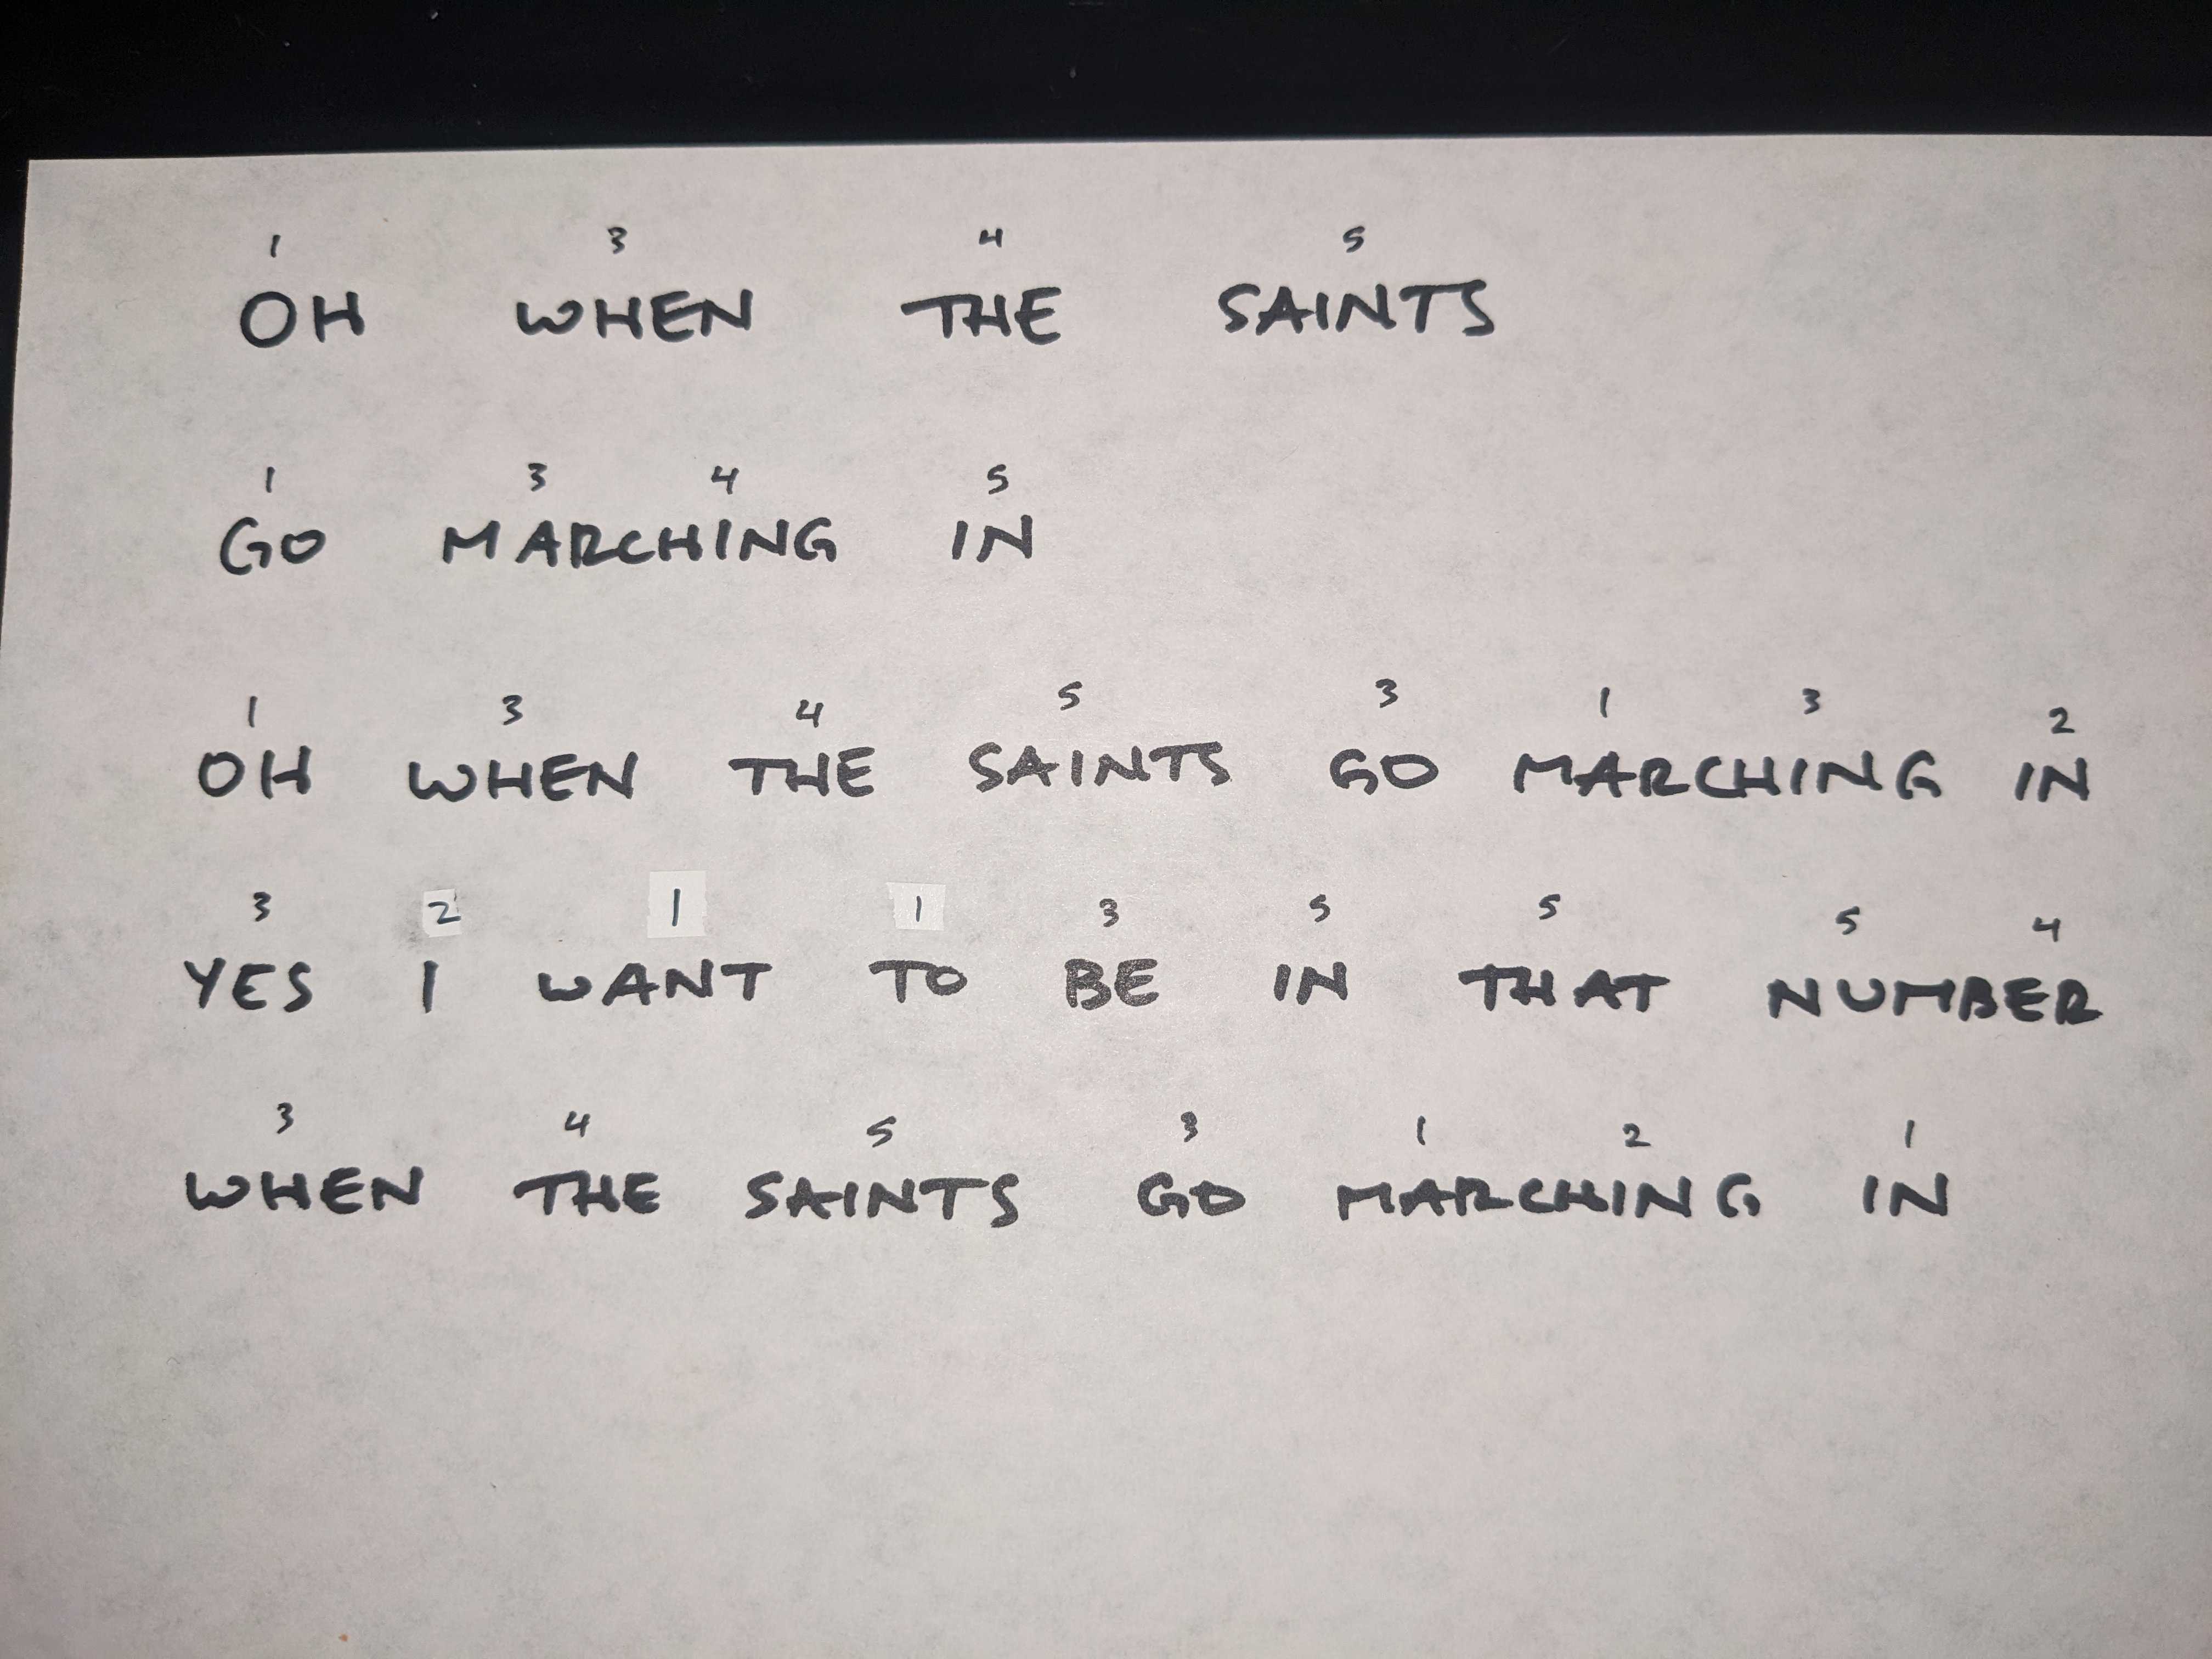 1 3 4 5
OH WHEN THE SAINTS
1 3 4 5
GO MARCHING IN
1 3 4 5 3 1 3 2
OH WHEN THE SAINTS GO MARCHING IN
3 2 1 1 3 5 5 5 4
YES I WANT TO BE IN THAT NUMBER
3 4 5 3 1 2 1
WHEN THE SAINTS GO MARCHING IN